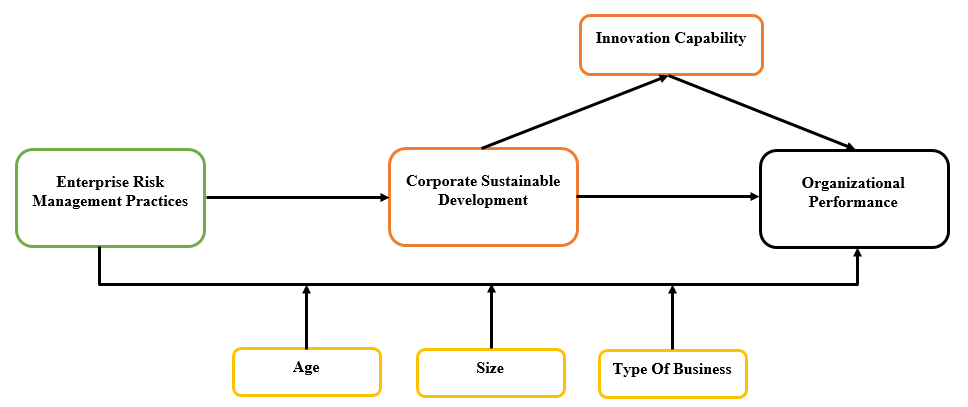 Innovation Capability
Enterprise Risk
Management Practices
Corporate Sustainable
Development
Organizational
Performance
Age
Size
Type Of Business